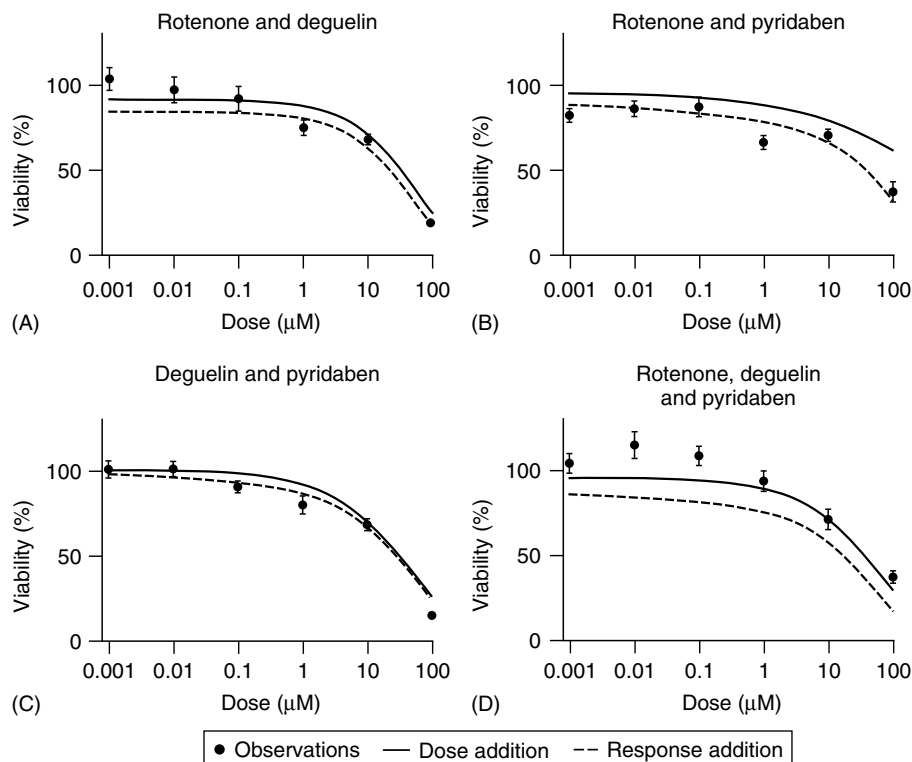 Rotenone and deguelin
Viability (%)
100
50
0
0.001 0.01 0.1 1 10 100
(A)
Dose (μM)
Rotenone and pyridaben
Viability (%)
100
50
0
0.001 0.01 0.1 1 10 100
(B)
Dose (μM)
Deguelin and pyridaben
Viability (%)
100
50
0
0.001 0.01 0.1 1 10 100
(C)
Dose (μM)
Rotenone, deguelin
and pyridaben
Viability (%)
100
50
0
0.001 0.01 0.1 1 10 100
(D)
Dose (μM)
Observations Dose addition Response addition